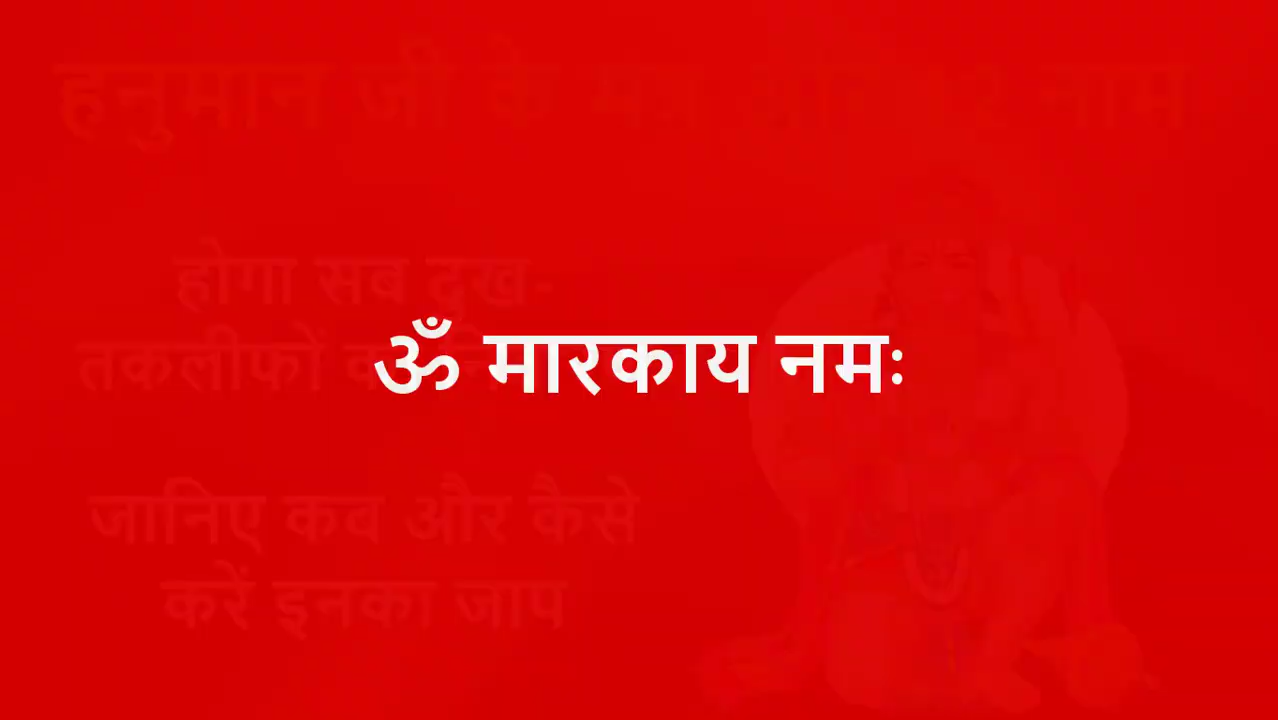 हनुमान जी के नाम
होगा सब दुख-
तकलीफों
ॐ मारकाय नमः
जानिए कब और कैसे
करें इनका जाप